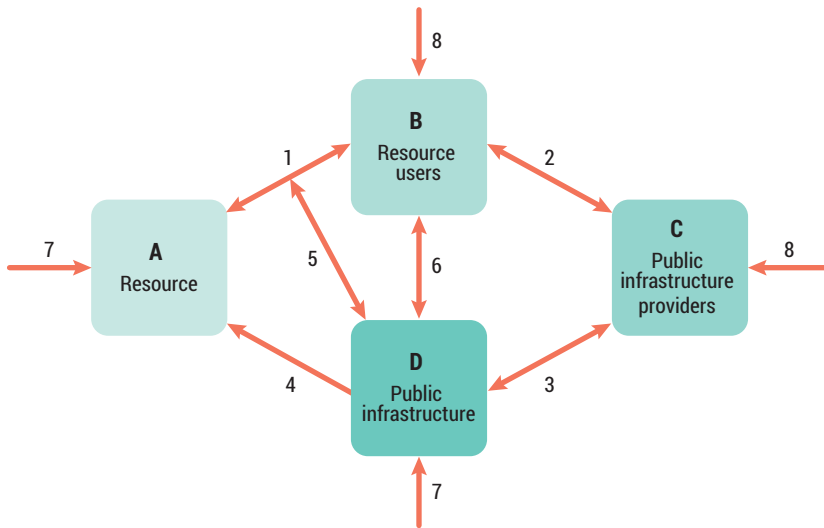 8
B
Resource
users
1
2
7
A
Resource
5
6
C
Public
infrastructure
providers
8
4
D
Public
infrastructure
3
7